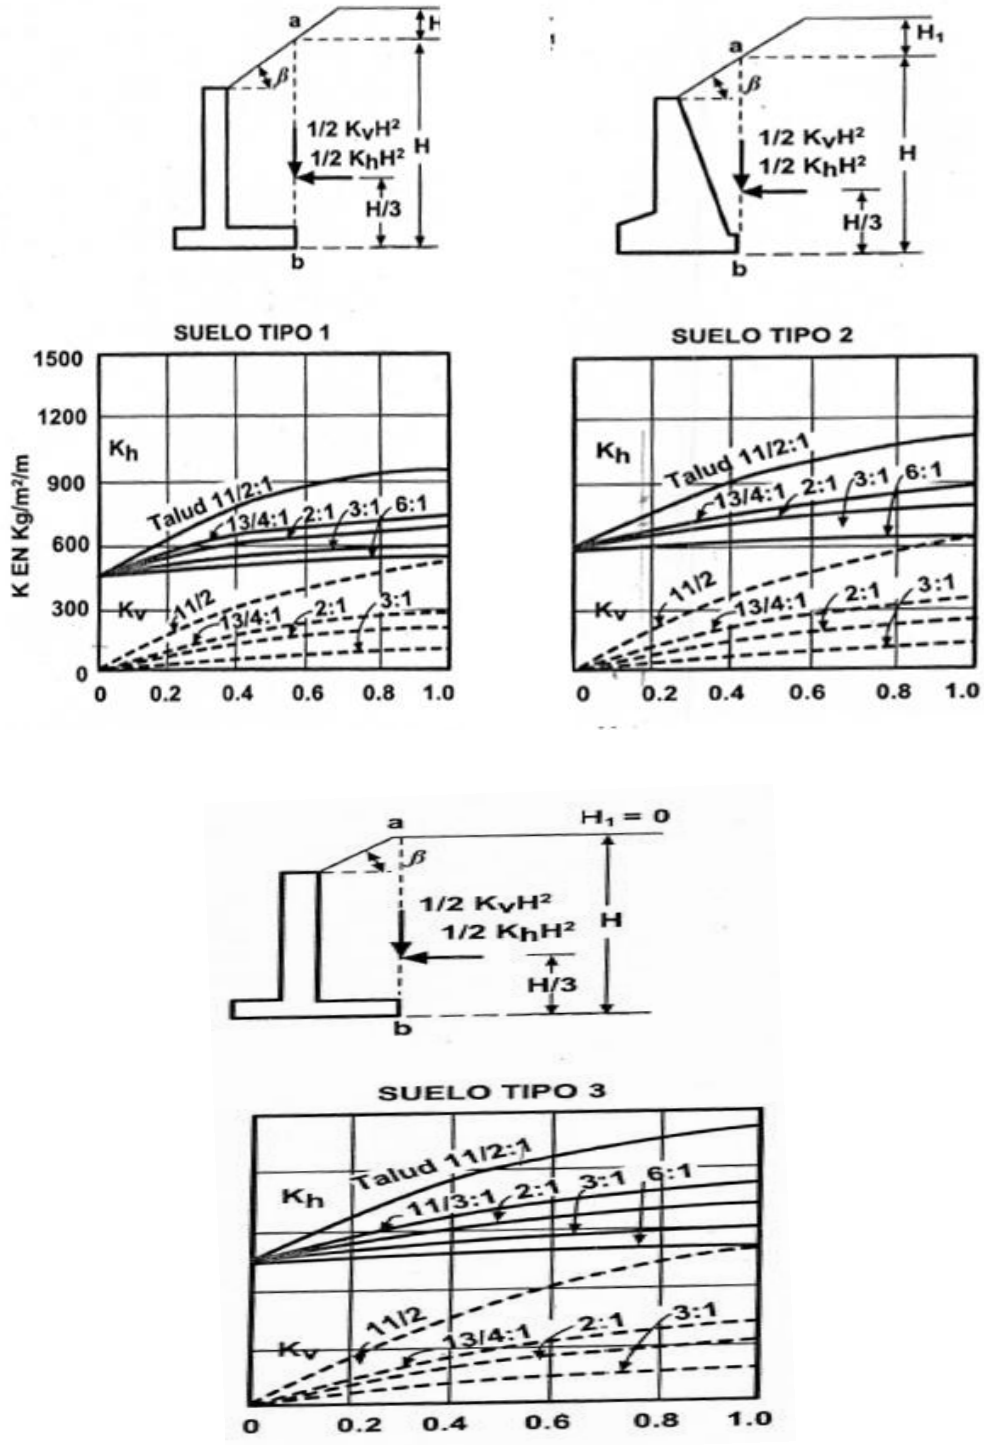 a
H
β
1/2 KvH²
1/2 KhH²
H
H/3
b
a
H₁
β
1/2 KvH²
1/2 KhH²
H
H/3
b
SUELO TIPO 1
1500
1200
900
600
300
0
K EN Kg/m²/m
Kh
Talud 11/2:1
13/4:1
2:1
3:1
6:1
Kv
11/2
13/4:1
2:1
3:1
0 0.2 0.4 0.6 0.8 1.0
SUELO TIPO 2
Kh
Talud 11/2:1
13/4:1
2:1
3:1
6:1
Kv
11/2
13/4:1
2:1
3:1
0 0.2 0.4 0.6 0.8 1.0
a
H₁ = 0
β
1/2 KvH²
1/2 KhH²
H
H/3
b
SUELO TIPO 3
Kh
Talud 11/2:1
11/3:1
2:1
3:1
6:1
Kv
11/2
13/4:1
2:1
3:1
0 0.2 0.4 0.6 0.8 1.0